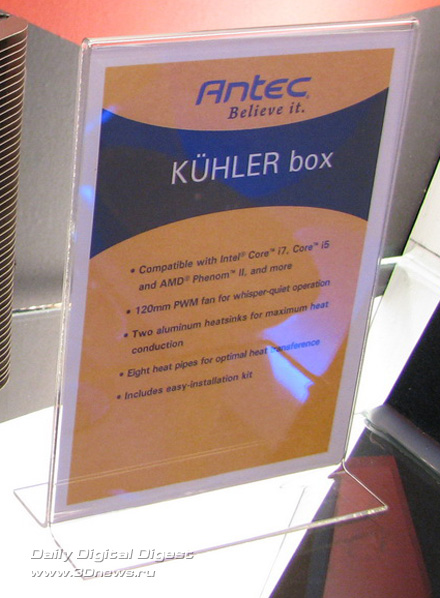 Antec
Believe it.
KÜHLER box
• Compatible with Intel® Core™ i7, Core™ i5
and AMD® Phenom™ II, and more
• 120mm PWM fan for whisper-quiet operation
• Two aluminum heatsinks for maximum heat
conduction
• Eight heat pipes for optimal heat transference
• Includes easy-installation kit
Daily Digital Digest
www.3Dnews.ru